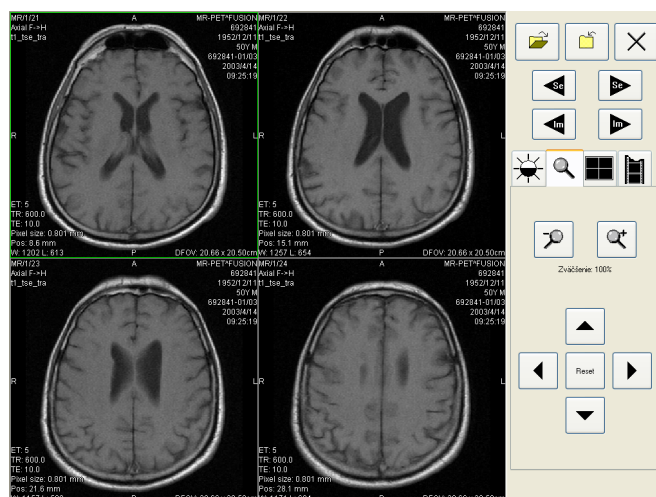 MR/1/21
A
MR-PET^FUSION
Axial F->H
692841
t1_tse_tra
1952/12/11
50Y M
692841-01/03
2003/4/14
09:25:19
R
L
ET: 5
TR: 600.0
TE: 10.0
Pixel size: 0.801 mm
Pos: 8.6 mm
W: 1202 L: 613
P
DFOV: 20.66 x 20.50cm
MR/1/22
A
MR-PET^FUSION
Axial F->H
692841
t1_tse_tra
1952/12/11
50Y M
692841-01/03
2003/4/14
09:25:19
R
L
ET: 5
TR: 600.0
TE: 10.0
Pixel size: 0.801 mm
Pos: 15.1 mm
W: 1257 L: 654
P
DFOV: 20.66 x 20.50cm
MR/1/23
A
MR-PET^FUSION
Axial F->H
692841
t1_tse_tra
1952/12/11
50Y M
692841-01/03
2003/4/14
09:25:19
R
L
ET: 5
TR: 600.0
TE: 10.0
Pixel size: 0.801 mm
Pos: 21.6 mm
P
MR/1/24
A
MR-PET^FUSION
Axial F->H
692841
t1_tse_tra
1952/12/11
50Y M
692841-01/03
2003/4/14
09:25:19
R
L
ET: 5
TR: 600.0
TE: 10.0
Pixel size: 0.801 mm
Pos: 28.1 mm
P
Se
Se
Im
Im
Zväčšenie: 100%
Reset